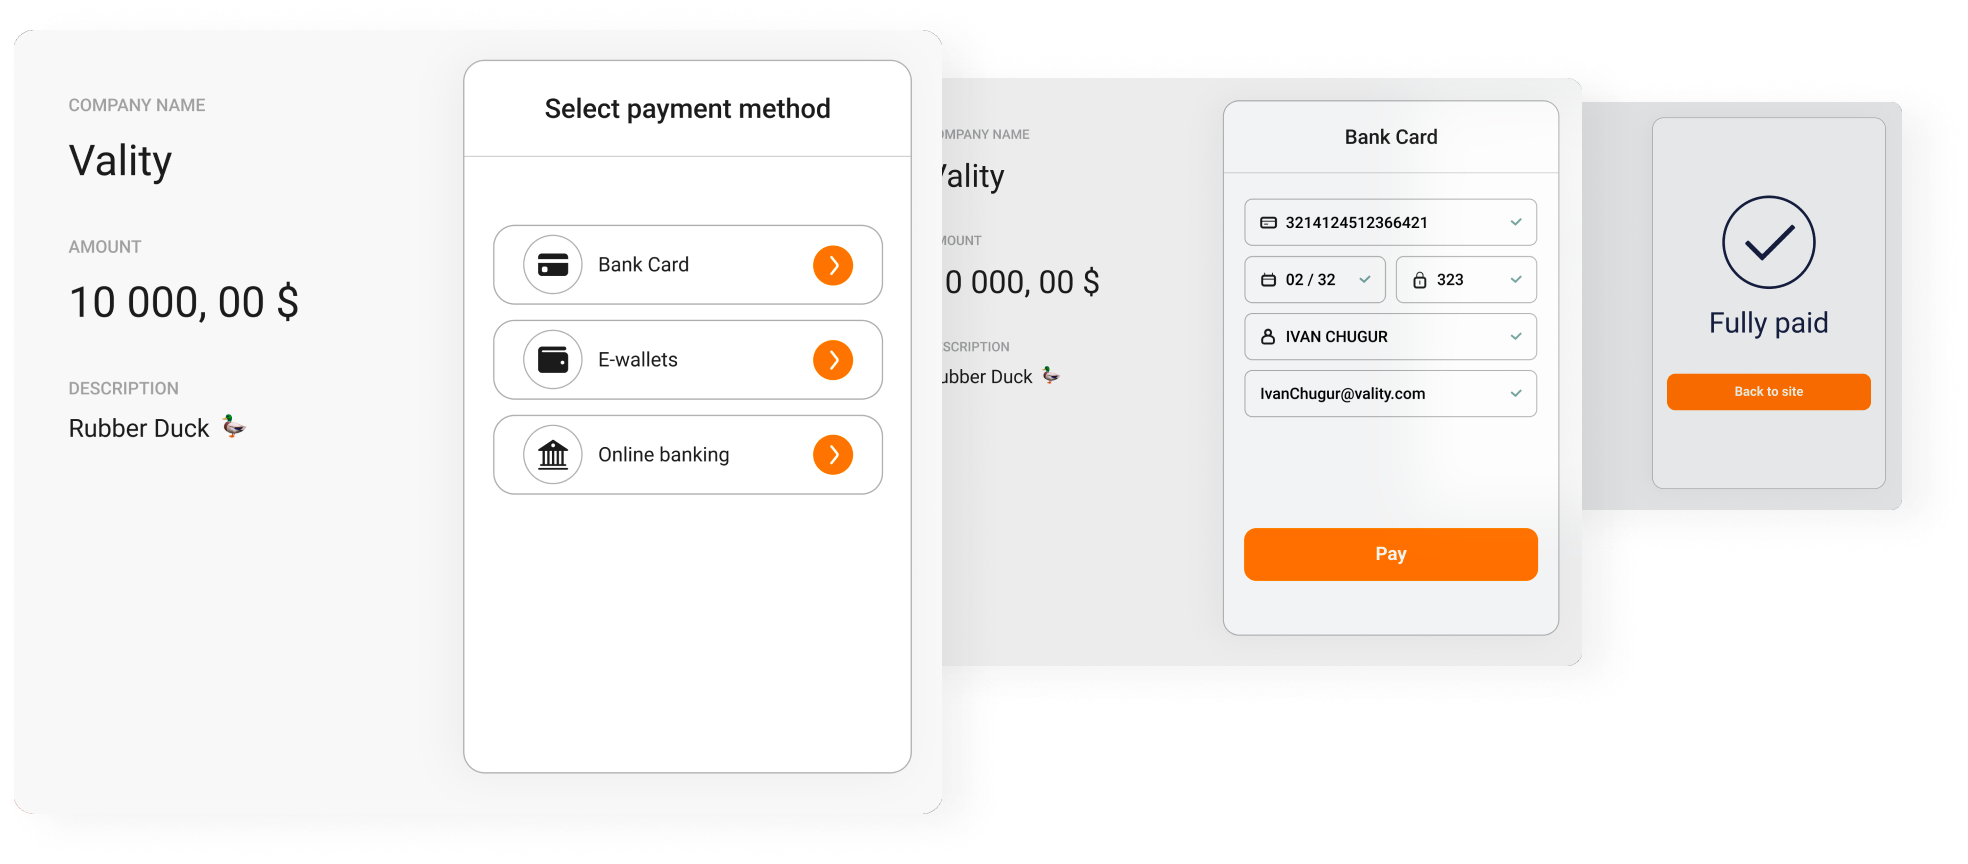 COMPANY NAME
Vality
AMOUNT
10 000, 00 $
DESCRIPTION
Rubber Duck 🦆
Select payment method
Bank Card
E-wallets
Online banking
OMPANY NAME
Vality
MOUNT
0 000, 00 $
SCRIPTION
ubber Duck 🦆
Bank Card
3214124512366421
02 / 32
323
IVAN CHUGUR
IvanChugur@vality.com
Pay
Fully paid
Back to site